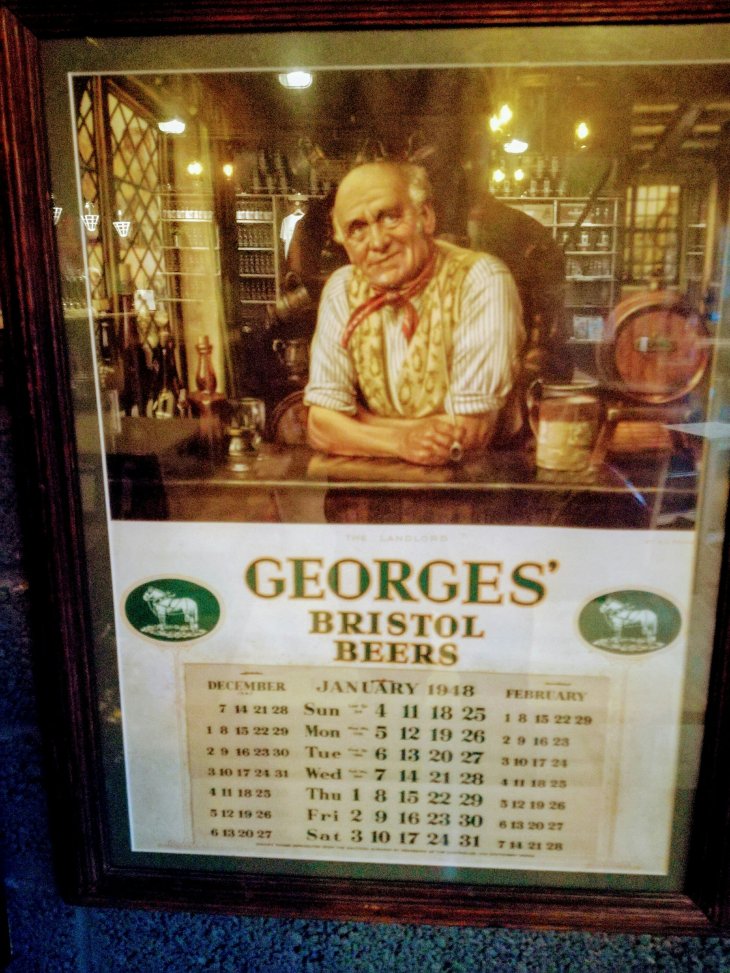 THE LANDLORD
GEORGES'
BRISTOL
BEERS
DECEMBER JANUARY 1948 FEBRUARY
7 14 21 28 Sun 4 11 18 25 1 8 15 22 29
1 8 15 22 29 Mon 5 12 19 26 2 9 16 23
2 9 16 23 30 Tue 6 13 20 27 3 10 17 24
3 10 17 24 31 Wed 7 14 21 28 4 11 18 25
4 11 18 25 Thu 1 8 15 22 29 5 12 19 26
5 12 19 26 Fri 2 9 16 23 30 6 13 20 27
6 13 20 27 Sat 3 10 17 24 31 7 14 21 28